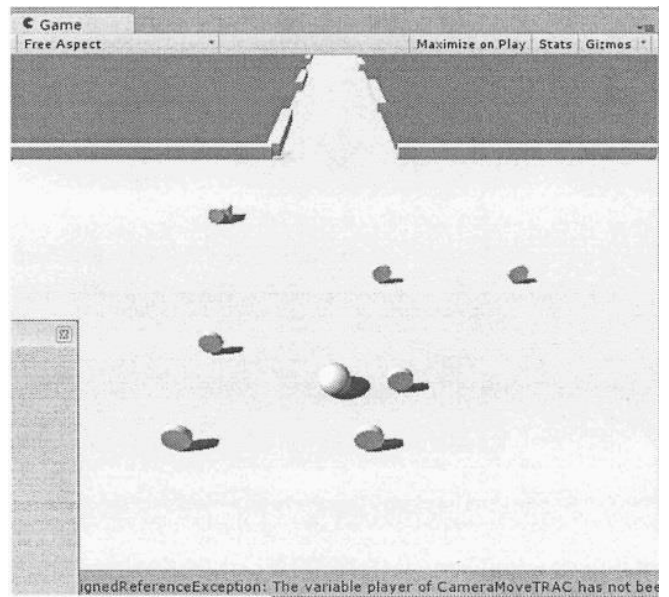 Game
Free Aspect Maximize on Play Stats Gizmos
ignedReferenceException: The variable player of CameraMoveTRAC has not bee